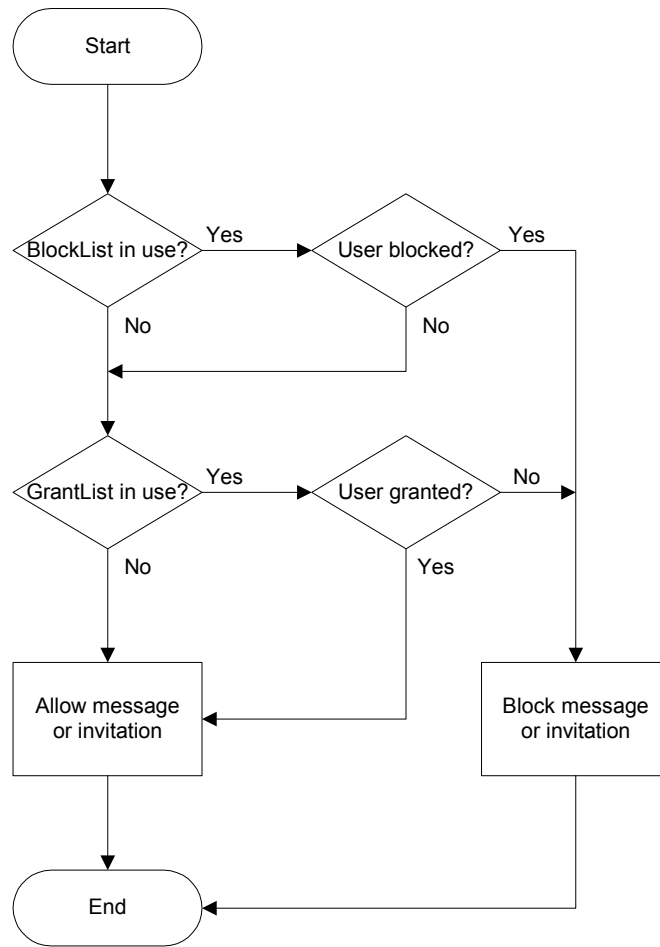 Start
BlockList in use?
Yes
User blocked?
Yes
No
No
GrantList in use?
Yes
User granted?
No
No
Yes
Allow message
or invitation
Block message
or invitation
End